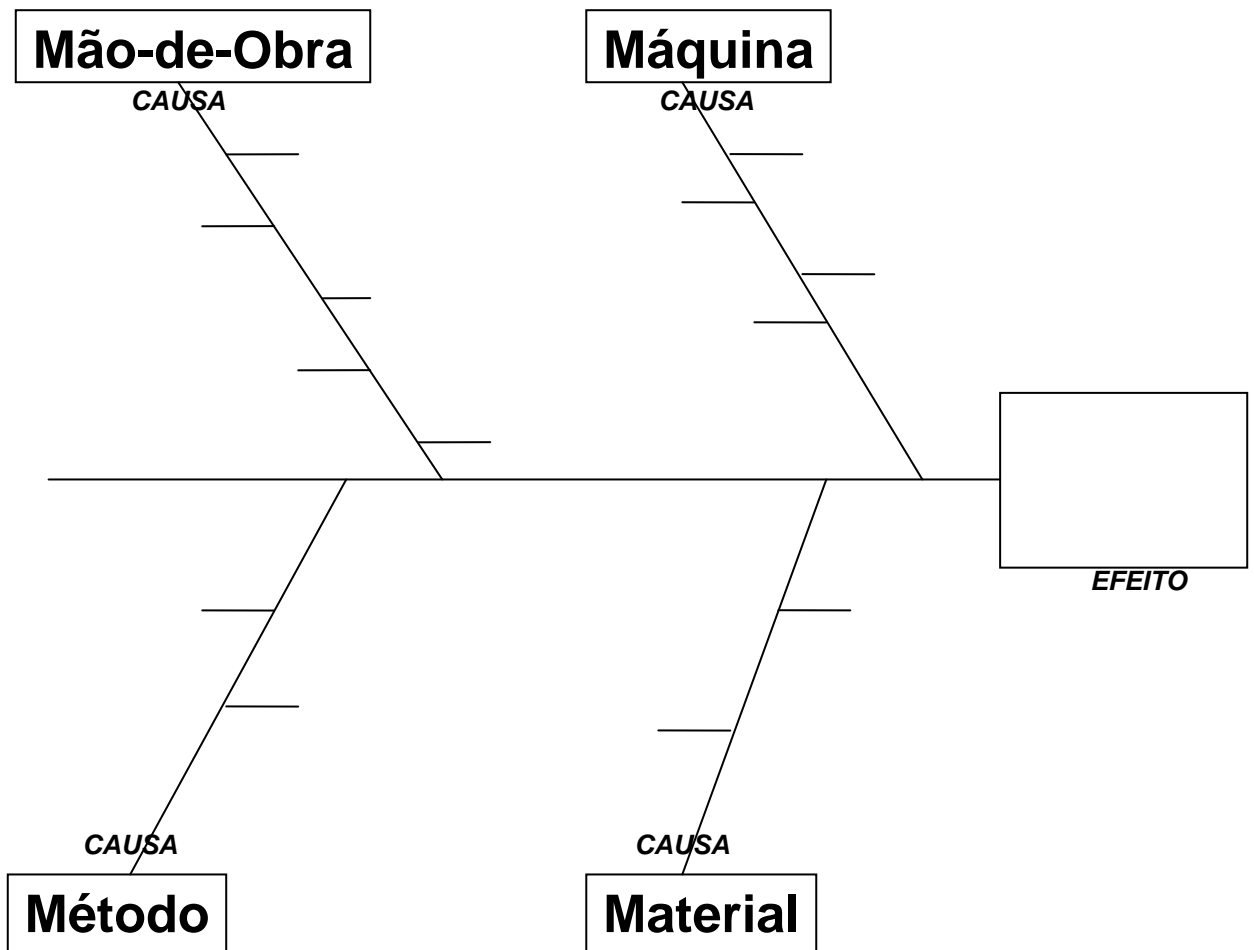 Mão-de-Obra
Máquina
CAUSA
CAUSA
EFEITO
CAUSA
CAUSA
Método
Material